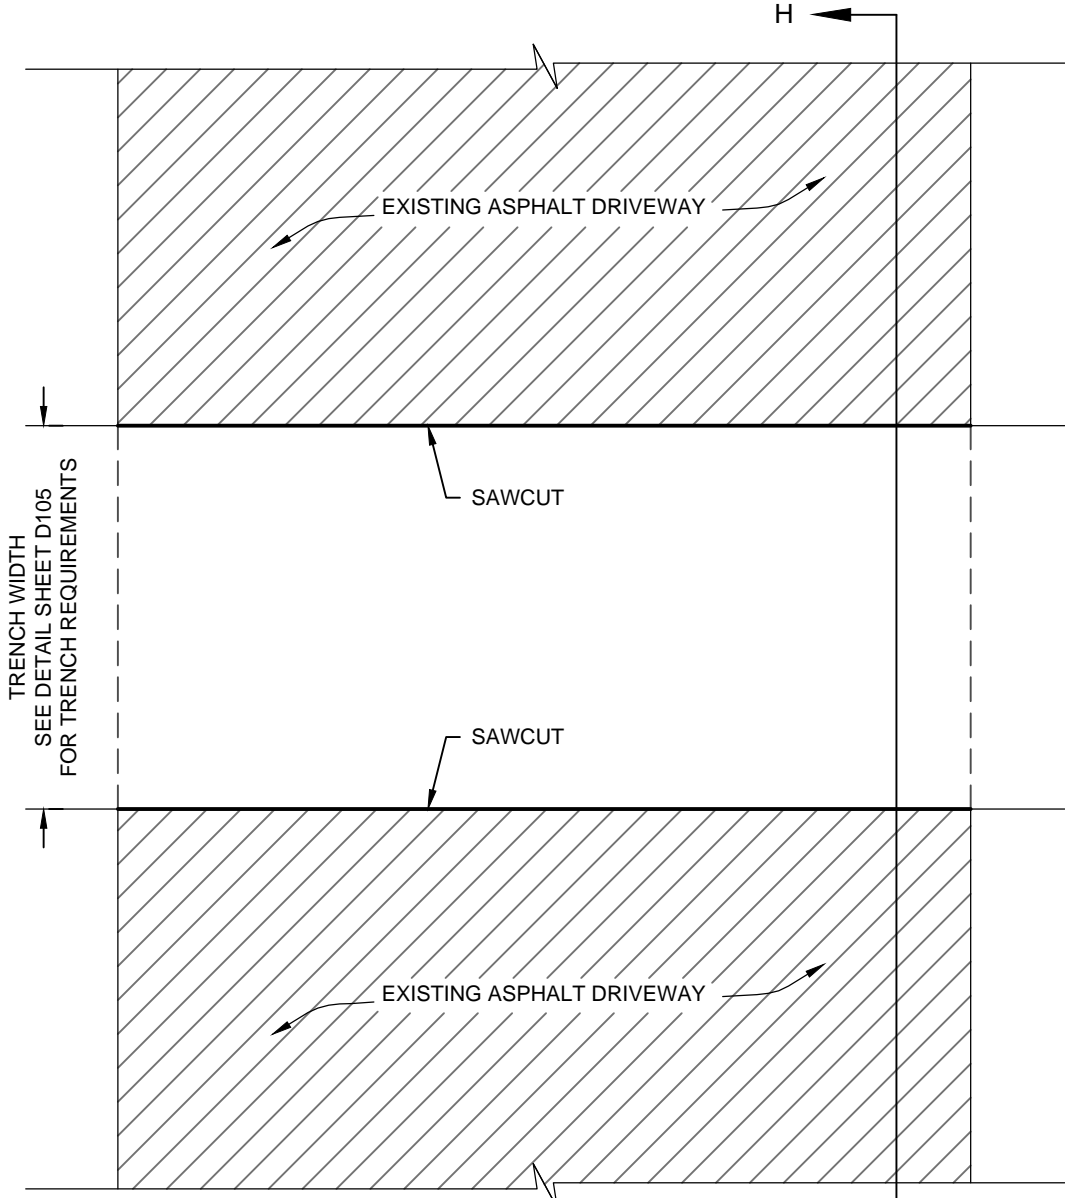 H
EXISTING ASPHALT DRIVEWAY
SAWCUT
TRENCH WIDTH
SEE DETAIL SHEET D105
FOR TRENCH REQUIREMENTS
SAWCUT
EXISTING ASPHALT DRIVEWAY